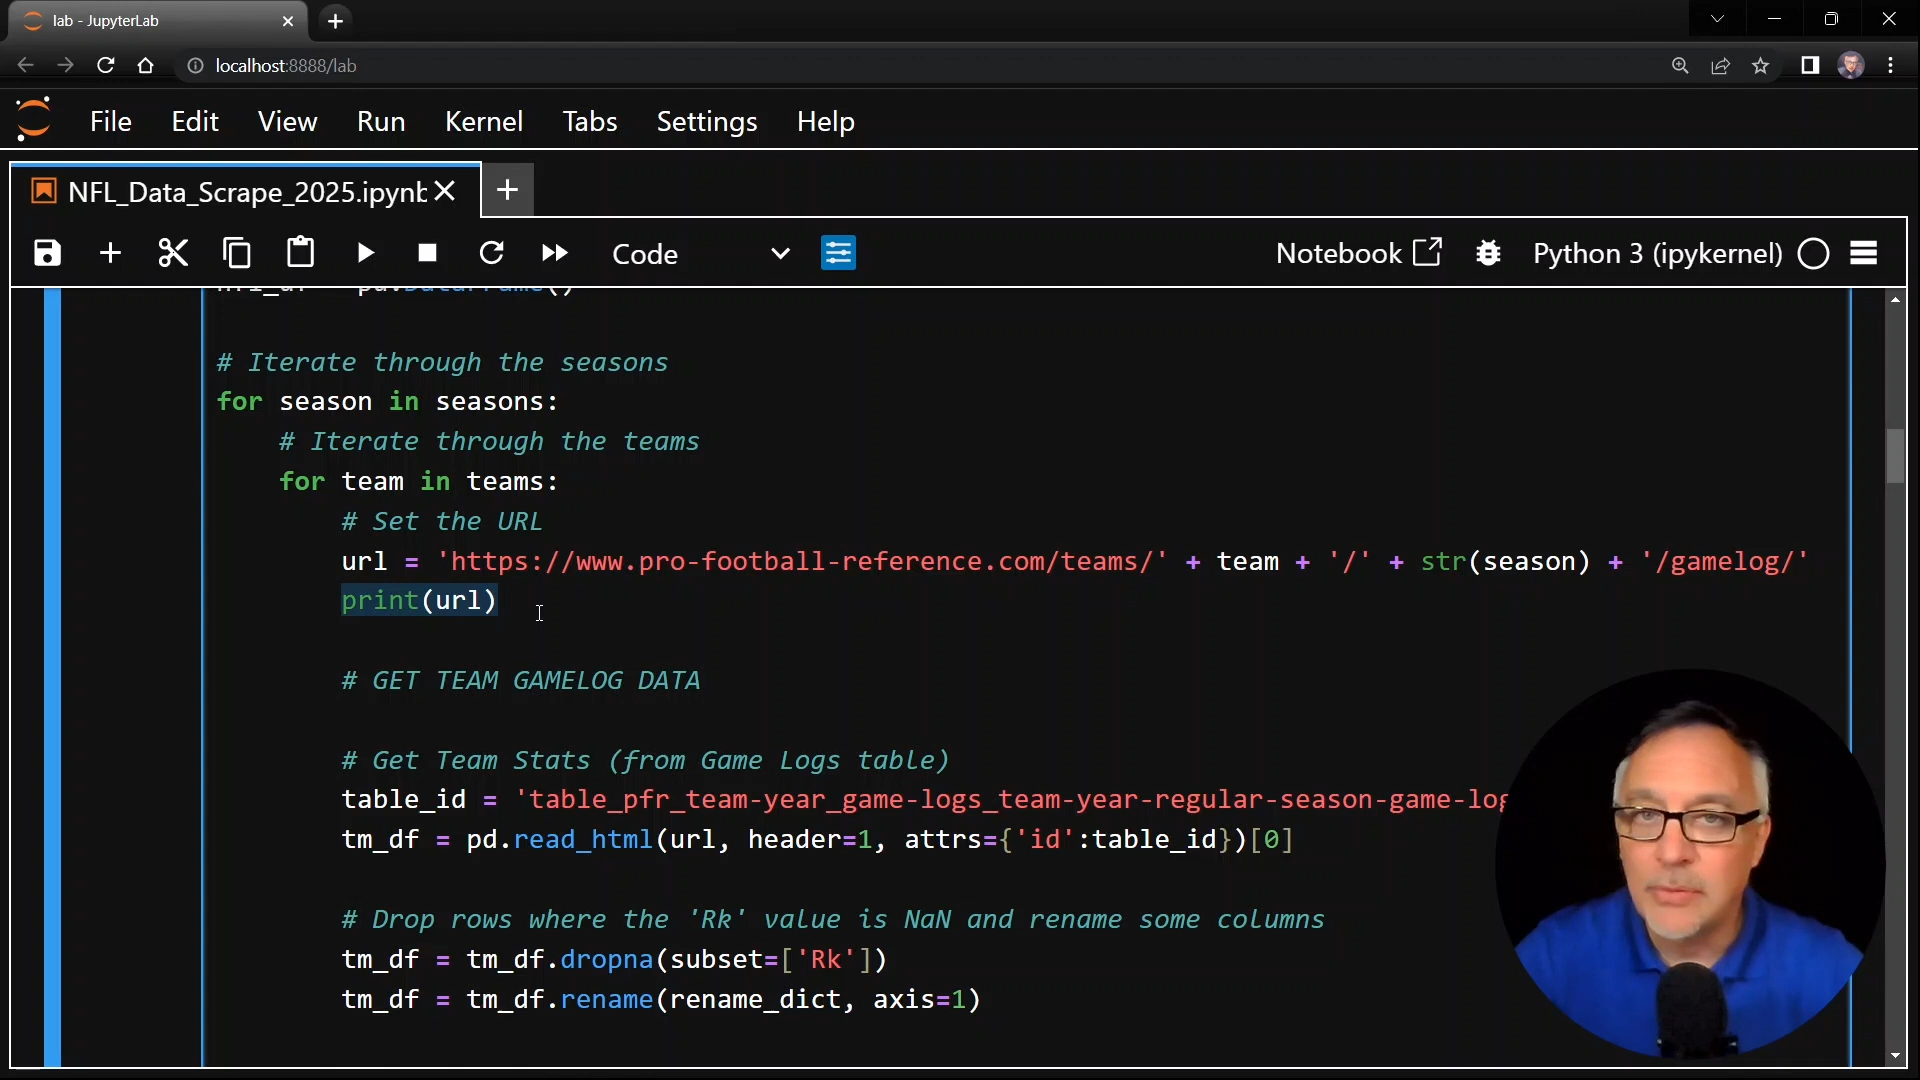 lab - JupyterLab
localhost:8888/lab
File Edit View Run Kernel Tabs Settings Help
NFL_Data_Scrape_2025.ipynb
Code Notebook Python 3 (ipykernel)
nfl_df = pd.DataFrame()
# Iterate through the seasons
for season in seasons:
# Iterate through the teams
for team in teams:
# Set the URL
url = 'https://www.pro-football-reference.com/teams/' + team + '/' + str(season) + '/gamelog/'
print(url)
# GET TEAM GAMELOG DATA
# Get Team Stats (from Game Logs table)
table_id = 'table_pfr_team-year_game-logs_team-year-regular-season-game-log
tm_df = pd.read_html(url, header=1, attrs={'id':table_id})[0]
# Drop rows where the 'Rk' value is NaN and rename some columns
tm_df = tm_df.dropna(subset=['Rk'])
tm_df = tm_df.rename(rename_dict, axis=1)